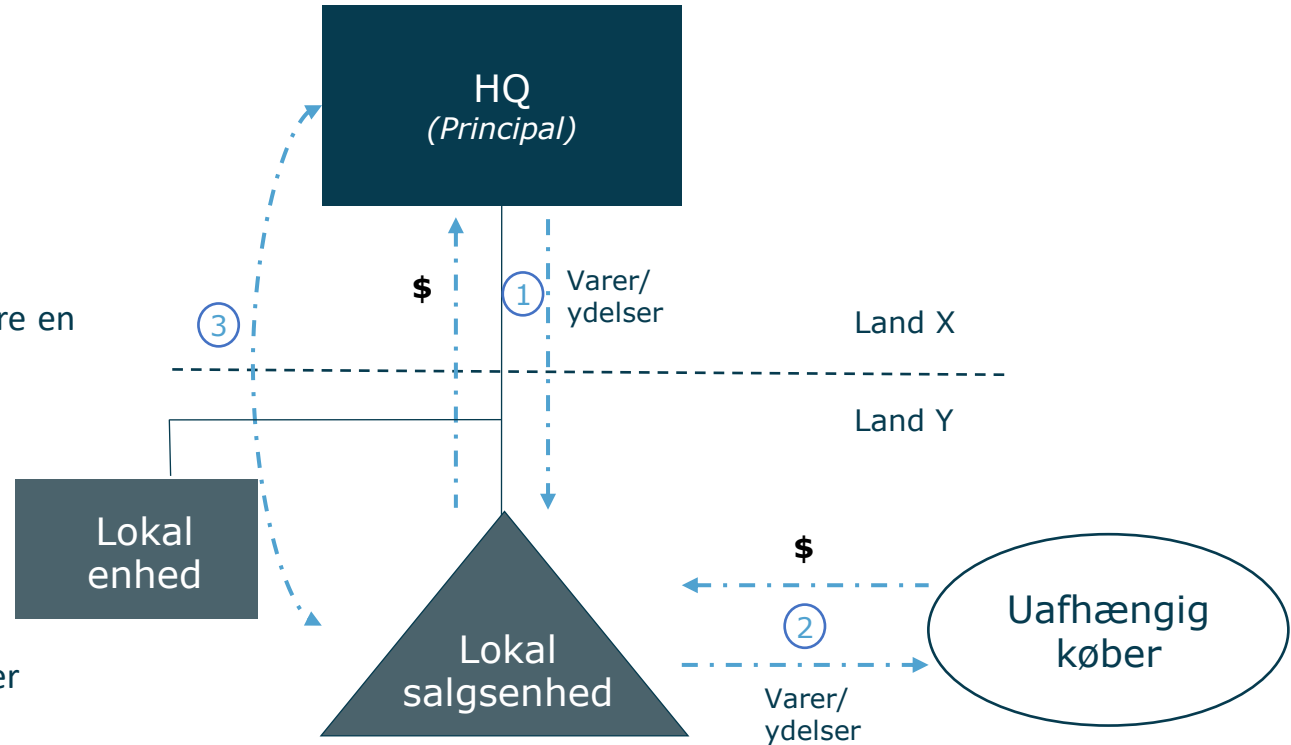 HQ
(Principal)
$
1
Varer/
ydelser
3
re en
Land X
Land Y
Lokal
enhed
$
2
Uafhængig
køber
Lokal
salgsenhed
er
Varer/
ydelser